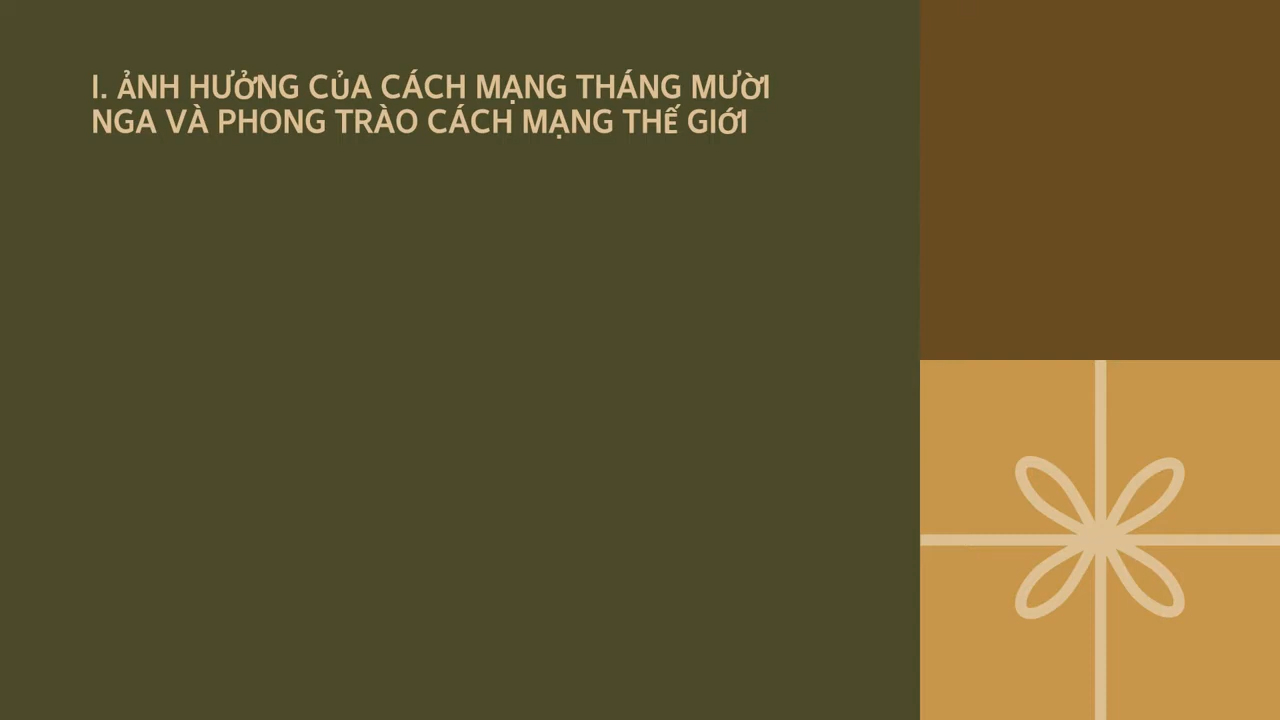 I. ẢNH HƯỞNG CỦA CÁCH MẠNG THÁNG MƯỜI
NGA VÀ PHONG TRÀO CÁCH MẠNG THẾ GIỚI